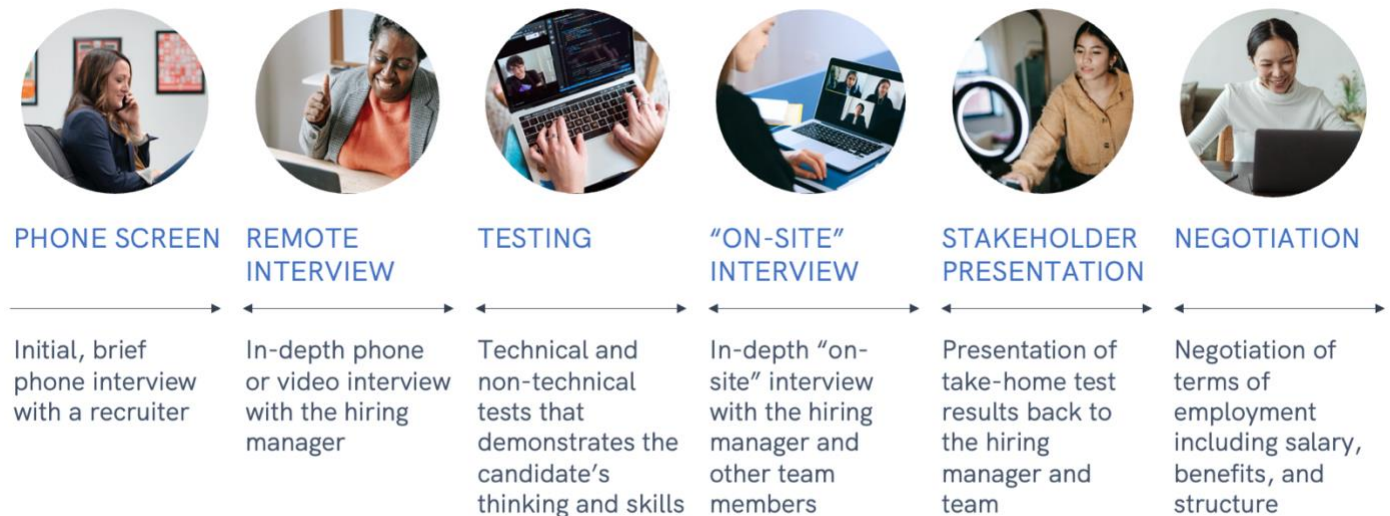 PHONE SCREEN
Initial, brief
phone interview
with a recruiter
REMOTE
INTERVIEW
In-depth phone
or video interview
with the hiring
manager
TESTING
Technical and
non-technical
tests that
demonstrates the
candidate’s
thinking and skills
“ON-SITE”
INTERVIEW
In-depth “on-
site” interview
with the hiring
manager and
other team
members
STAKEHOLDER
PRESENTATION
Presentation of
take-home test
results back to
the hiring
manager and
team
NEGOTIATION
Negotiation of
terms of
employment
including salary,
benefits, and
structure